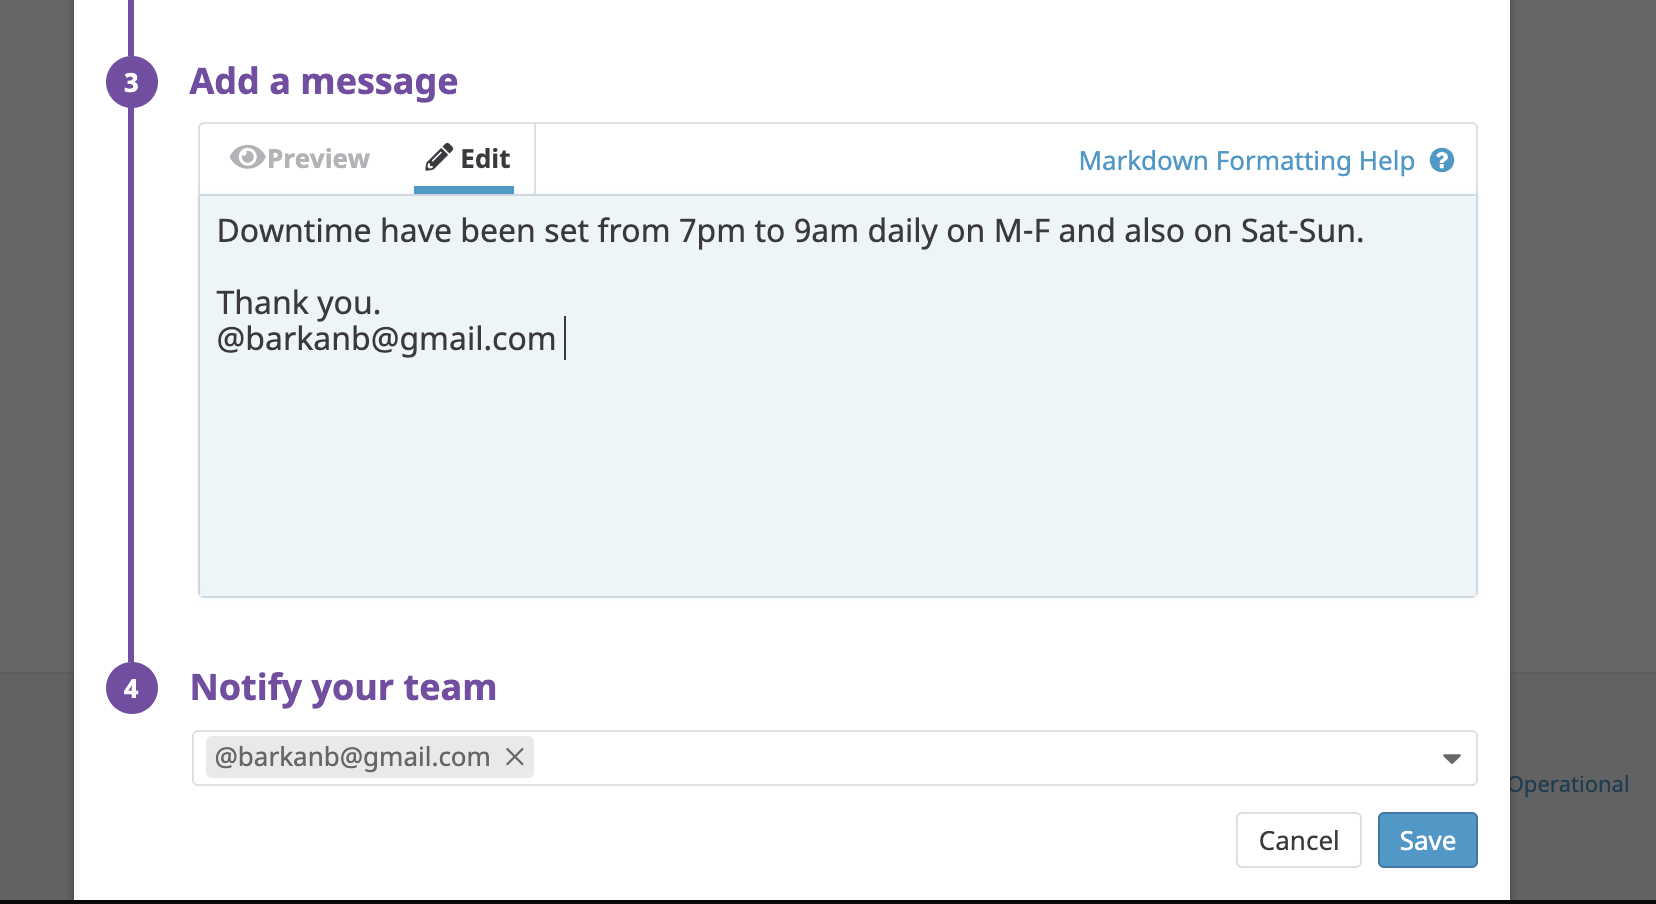 3
Add a message
Preview
Edit
Markdown Formatting Help ?
Downtime have been set from 7pm to 9am daily on M-F and also on Sat-Sun.
Thank you.
@barkanb@gmail.com
4
Notify your team
@barkanb@gmail.com
Operational
Cancel
Save